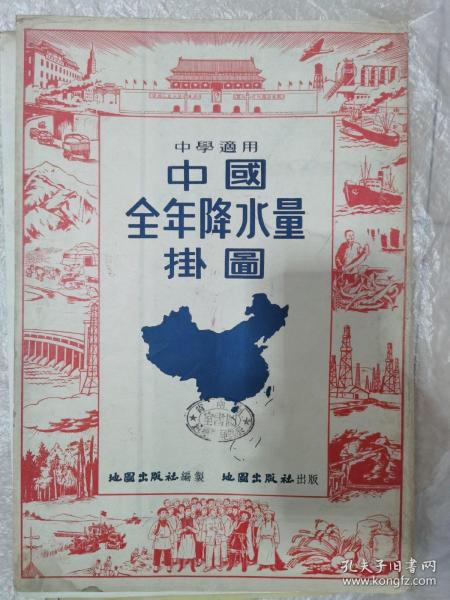 中學適用
中國
全年降水量
掛圖
地圖出版社編製 地圖出版社出版
孔夫子旧书网
www.kongfz.com